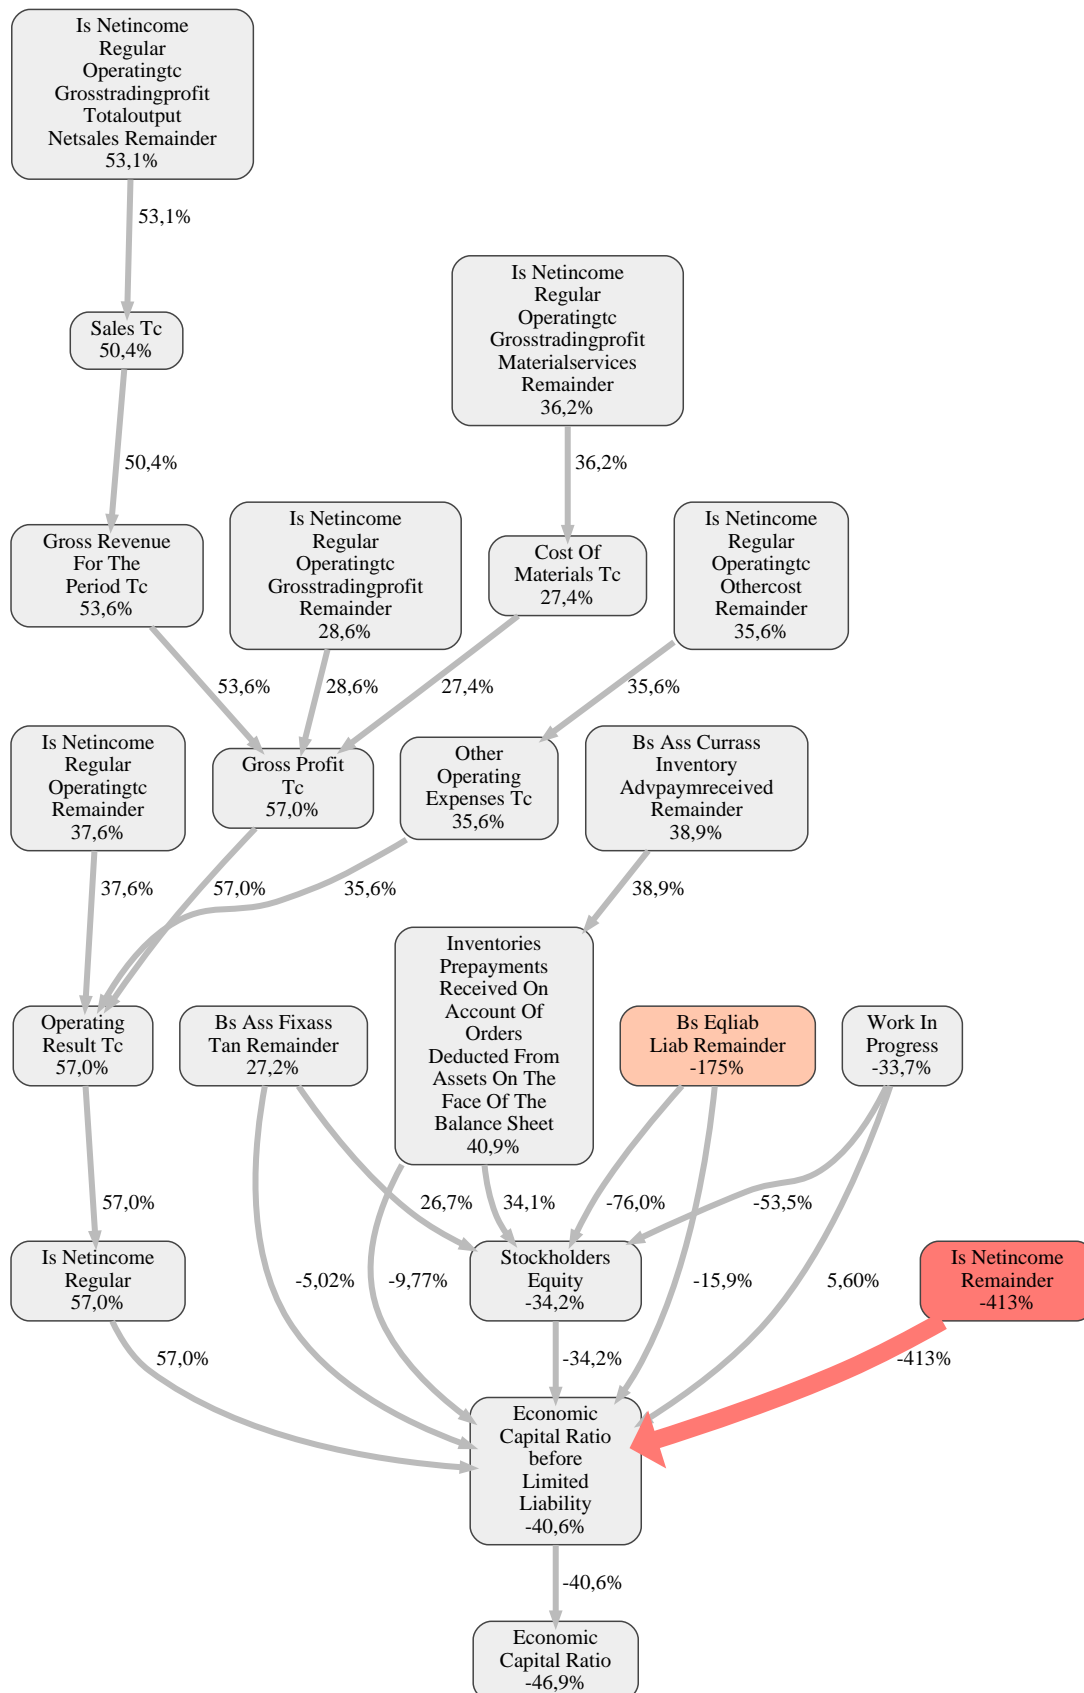 Is Netincome
Regular
Operatingtc
Grosstradingprofit
Totaloutput
Netsales Remainder
53,1%
53,1%
Sales Tc
50,4%
Is Netincome
Regular
Operatingtc
Grosstradingprofit
Materialservices
Remainder
36,2%
50,4%
36,2%
Gross Revenue
For The
Period Tc
53,6%
Is Netincome
Regular
Operatingtc
Grosstradingprofit
Remainder
28,6%
Cost Of
Materials Tc
27,4%
Is Netincome
Regular
Operatingtc
Othercost
Remainder
35,6%
53,6%
28,6%
27,4%
35,6%
Is Netincome
Regular
Operatingtc
Remainder
37,6%
Gross Profit
Tc
57,0%
Other
Operating
Expenses Tc
35,6%
Bs Ass Currass
Inventory
Advpaymreceived
Remainder
38,9%
37,6%
57,0%
35,6%
38,9%
Operating
Result Tc
57,0%
Bs Ass Fixass
Tan Remainder
27,2%
Inventories
Prepayments
Received On
Account Of
Orders
Deducted From
Assets On The
Face Of The
Balance Sheet
40,9%
Bs Eqliab
Liab Remainder
-175%
Work In
Progress
-33,7%
57,0%
26,7%
34,1%
-76,0%
-53,5%
Is Netincome
Regular
57,0%
-5,02%
-9,77%
Stockholders
Equity
-34,2%
-15,9%
5,60%
Is Netincome
Remainder
-413%
57,0%
-34,2%
-413%
Economic
Capital Ratio
before
Limited
Liability
-40,6%
-40,6%
Economic
Capital Ratio
-46,9%